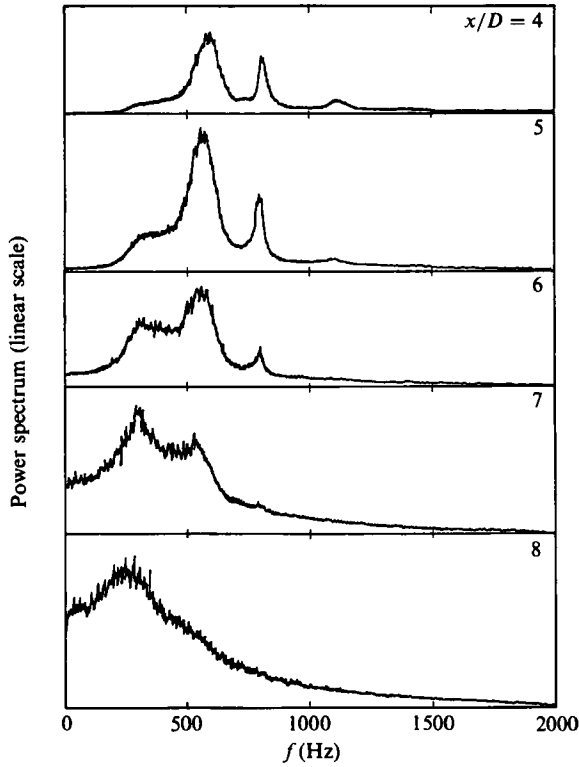 x/D = 4
5
6
7
8
Power spectrum (linear scale)
0 500 1000 1500 2000
f (Hz)